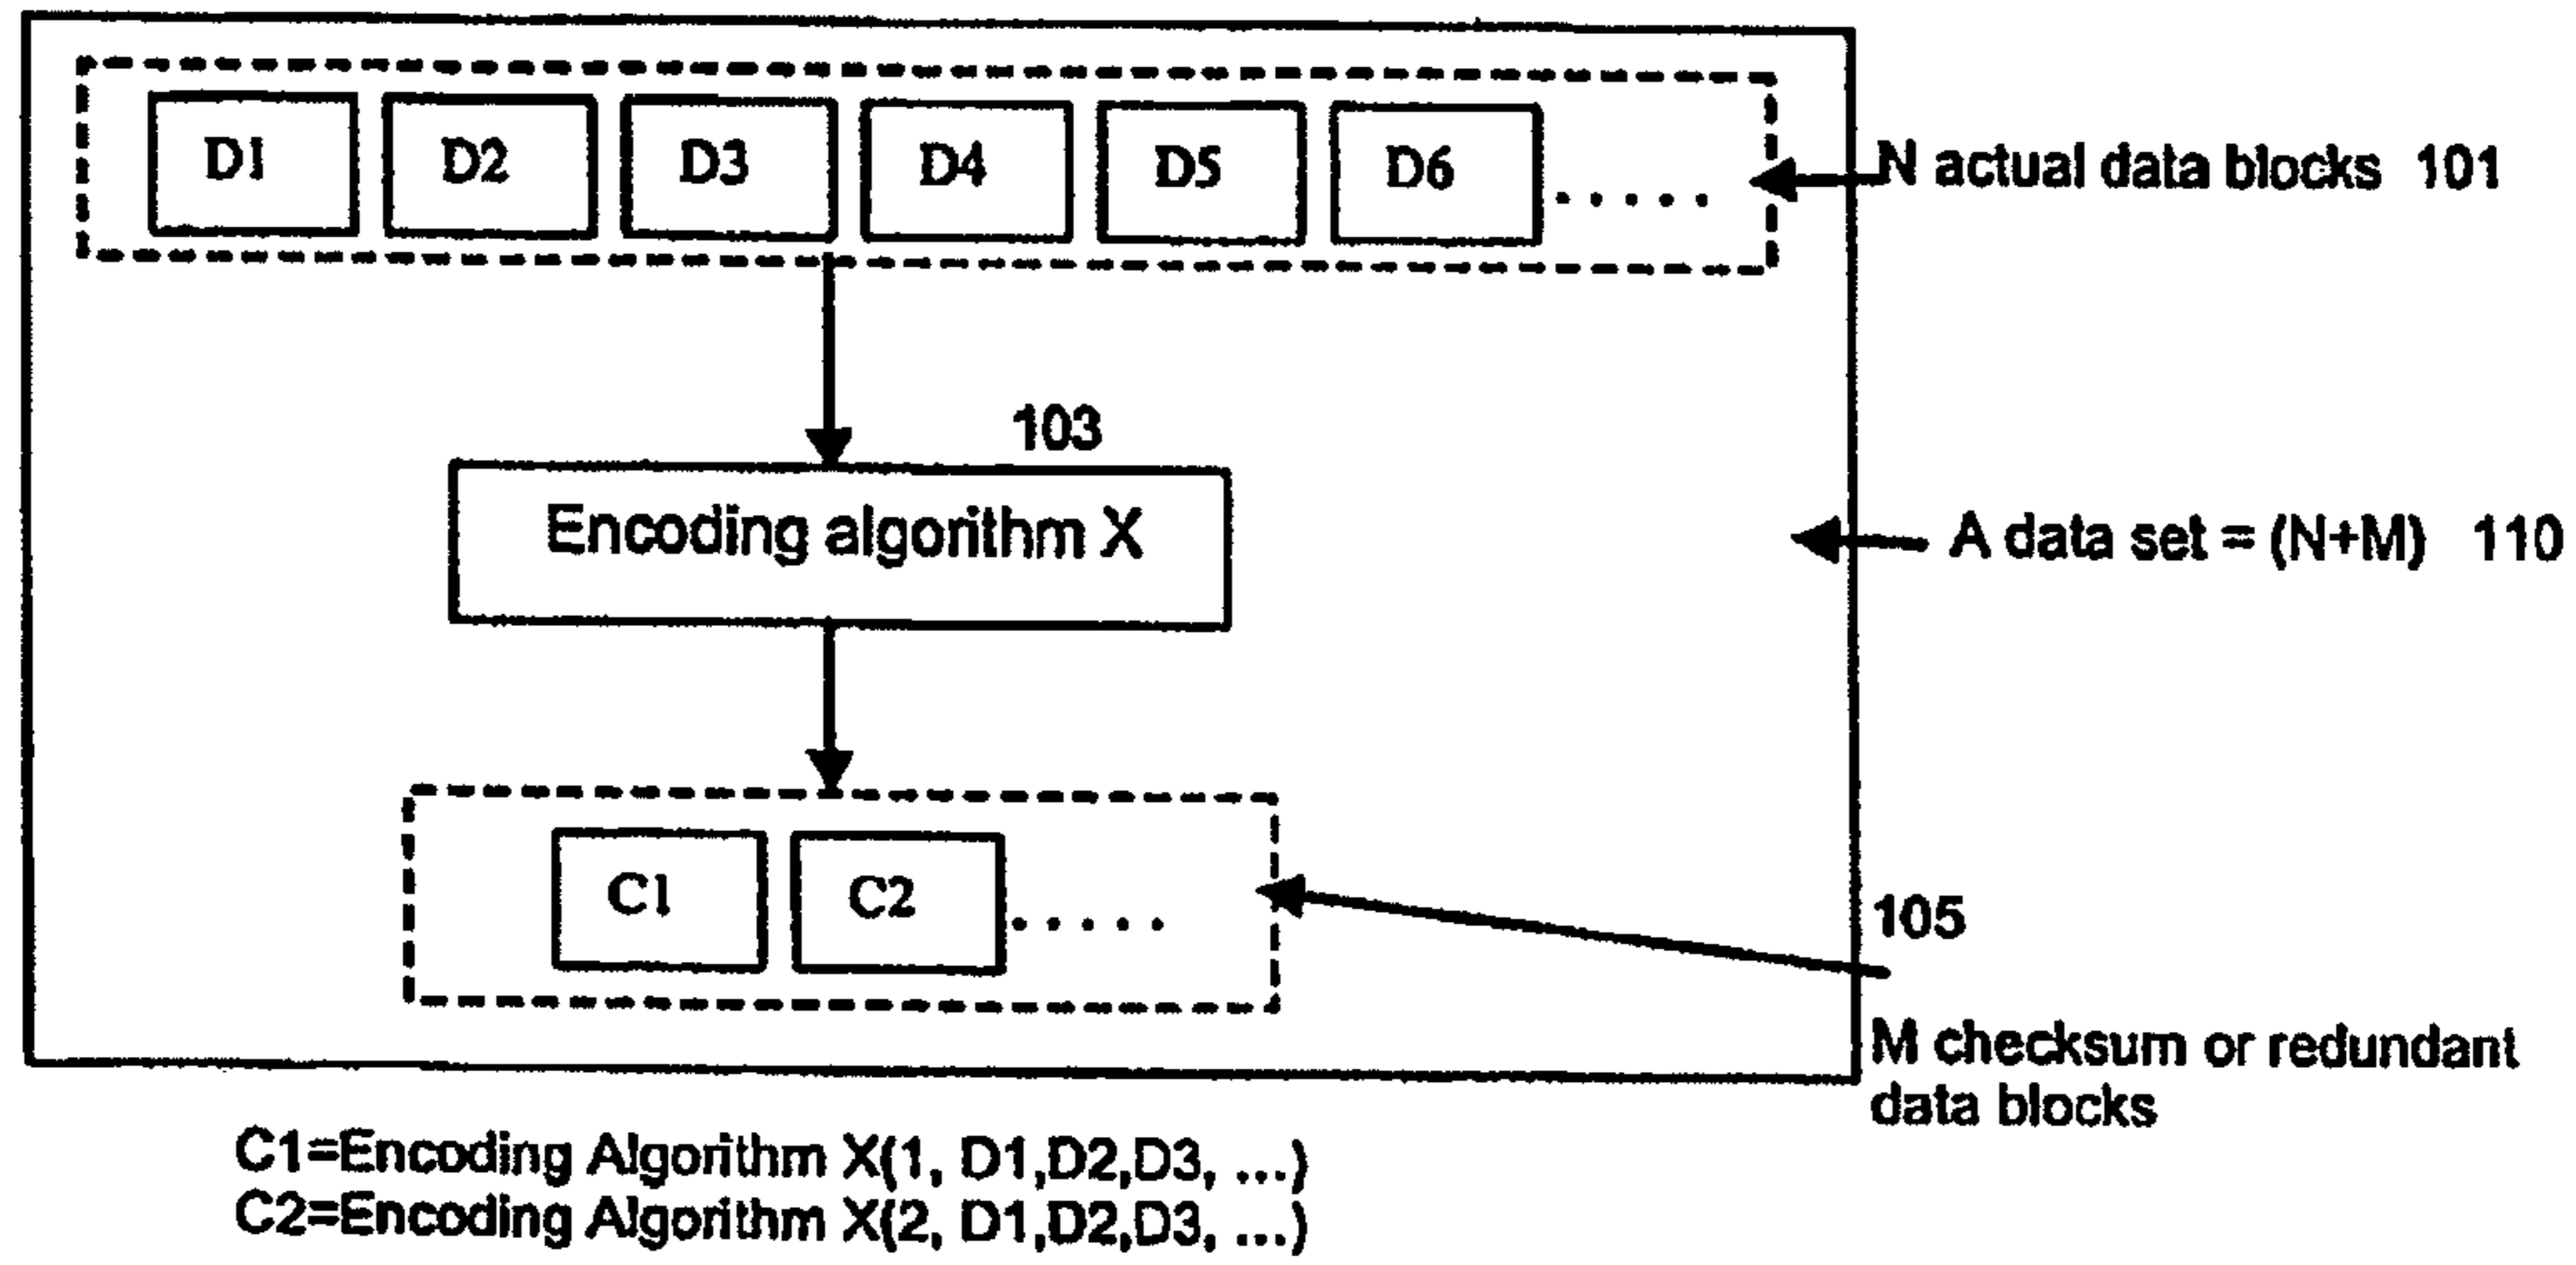 D1 D2 D3 D4 D5 D6 .....
N actual data blocks 101
103
Encoding algorithm X
A data set = (N+M) 110
C1 C2 .....
105
M checksum or redundant
data blocks
C1=Encoding Algorithm X(1, D1,D2,D3, ...)
C2=Encoding Algorithm X(2, D1,D2,D3, ...)